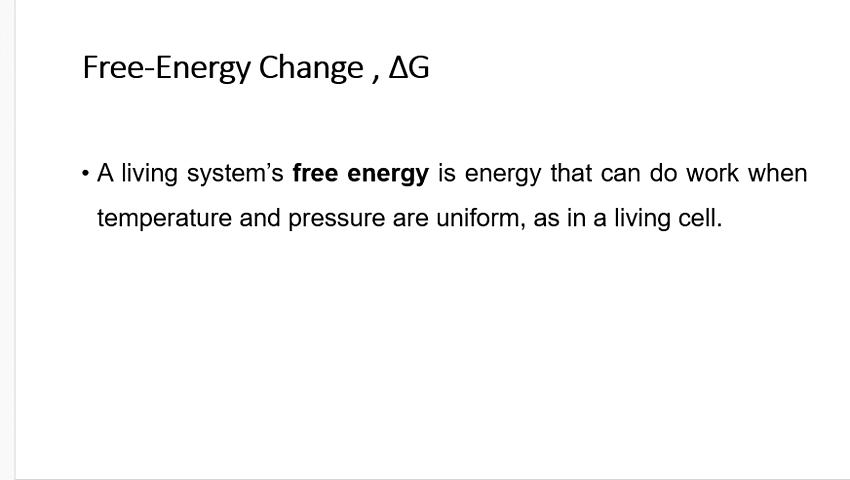 Free-Energy Change , ΔG
• A living system’s free energy is energy that can do work when
temperature and pressure are uniform, as in a living cell.